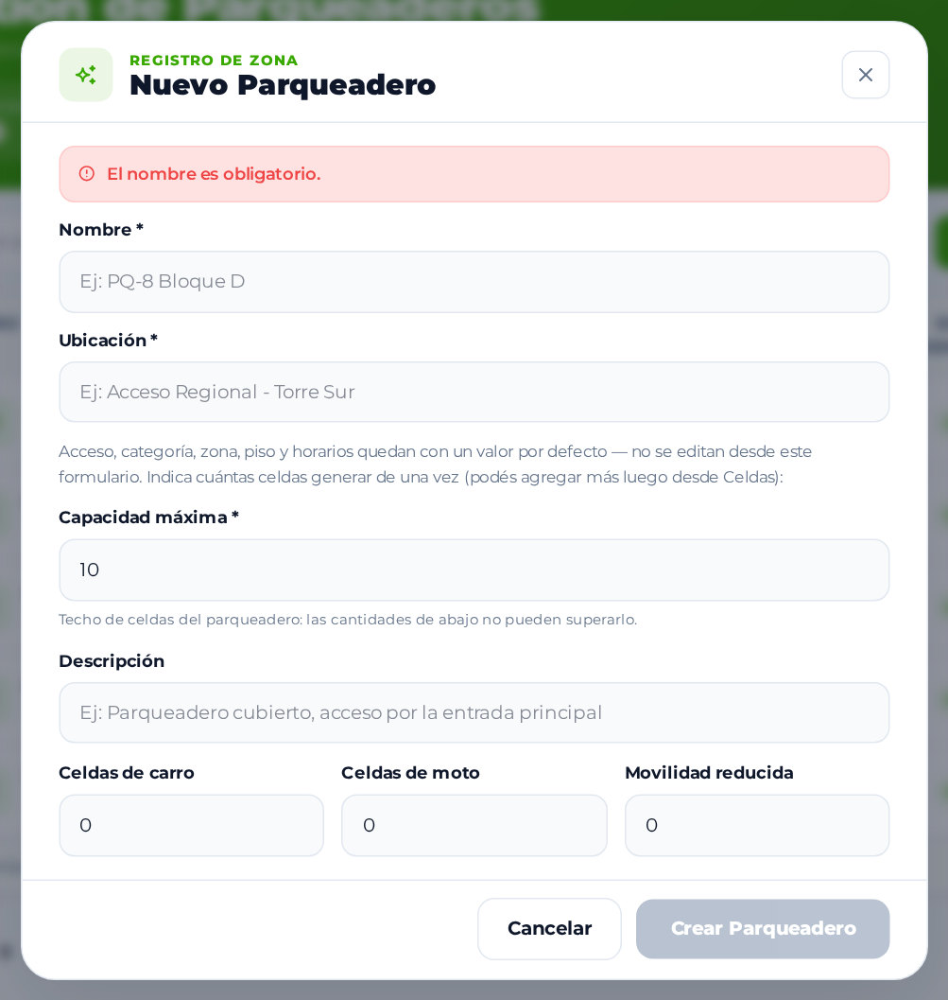 REGISTRO DE ZONA
Nuevo Parqueadero
El nombre es obligatorio.
Nombre *
Ej: PQ-8 Bloque D
Ubicación *
Ej: Acceso Regional - Torre Sur
Acceso, categoría, zona, piso y horarios quedan con un valor por defecto — no se editan desde este
formulario. Indica cuántas celdas generar de una vez (podés agregar más luego desde Celdas):
Capacidad máxima *
10
Techo de celdas del parqueadero: las cantidades de abajo no pueden superarlo.
Descripción
Ej: Parqueadero cubierto, acceso por la entrada principal
Celdas de carro Celdas de moto Movilidad reducida
0 0 0
Cancelar Crear Parqueadero